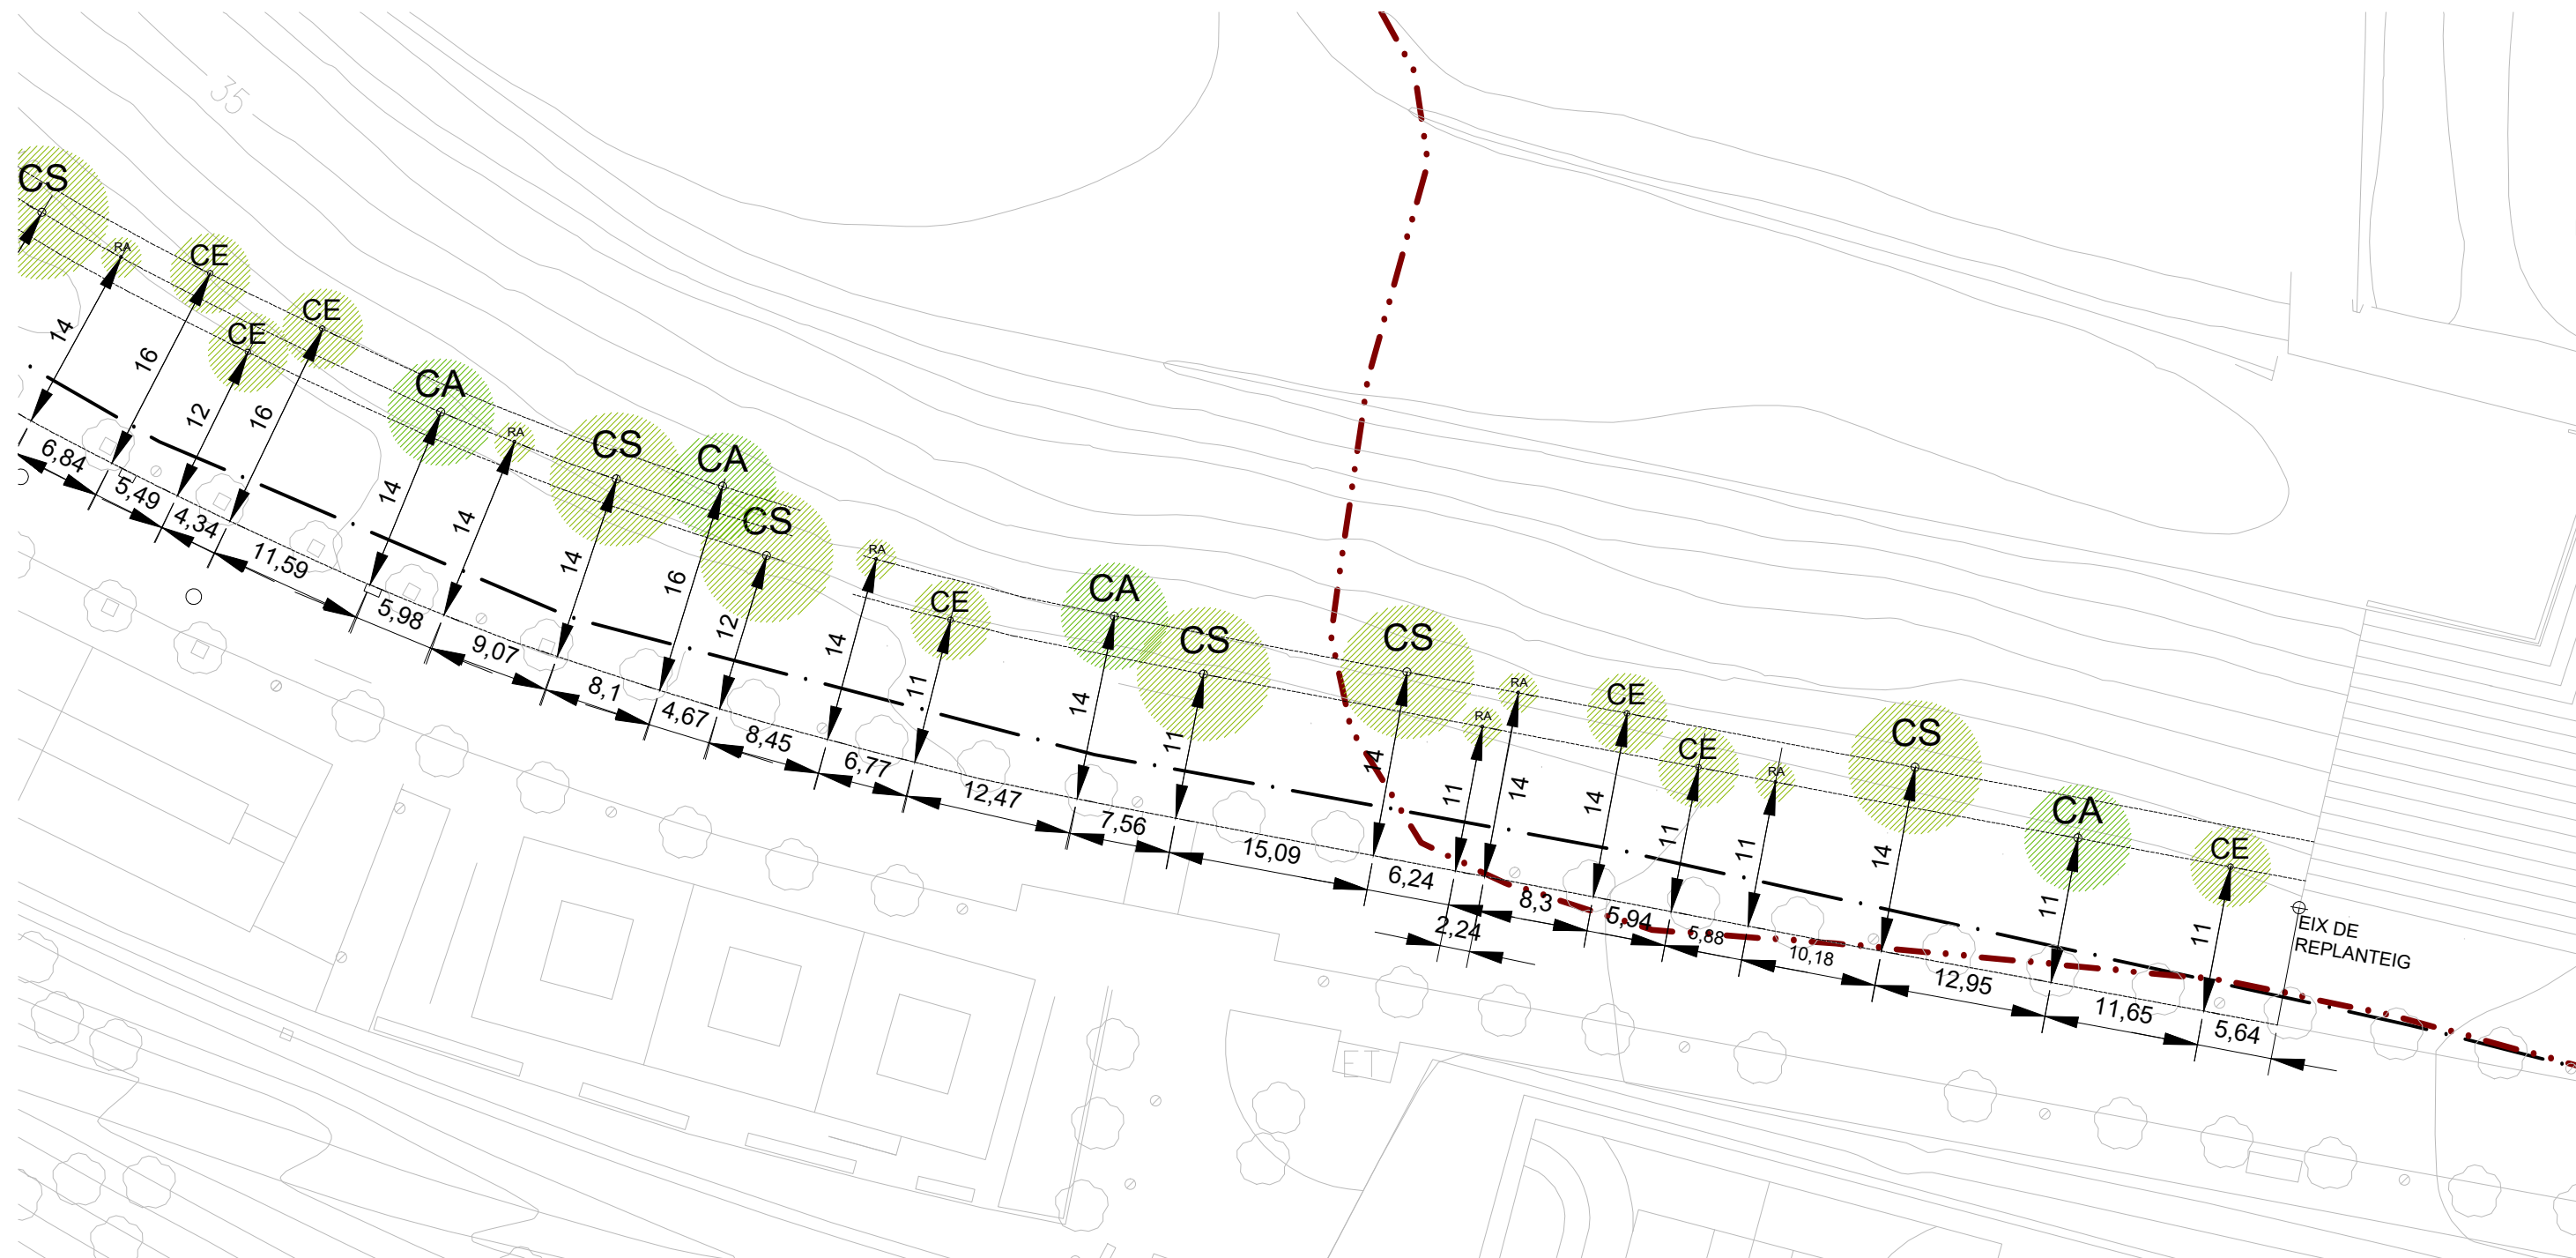 35
CS
RA
CE
CE
CE
CA
RA
CS
CA
CS
RA
CE
CA
CS
CS
RA
RA
CE
CE
RA
CS
CA
CE
14
16
12
16
14
14
14
16
12
14
11
14
11
14
11
14
14
11
11
14
11
11
6,84
5,49
4,34
11,59
5,98
9,07
8,1
4,67
8,45
6,77
12,47
7,56
15,09
6,24
2,24
8,3
5,94
5,88
10,18
12,95
11,65
5,64
EIX DE
REPLANTEIG
ET